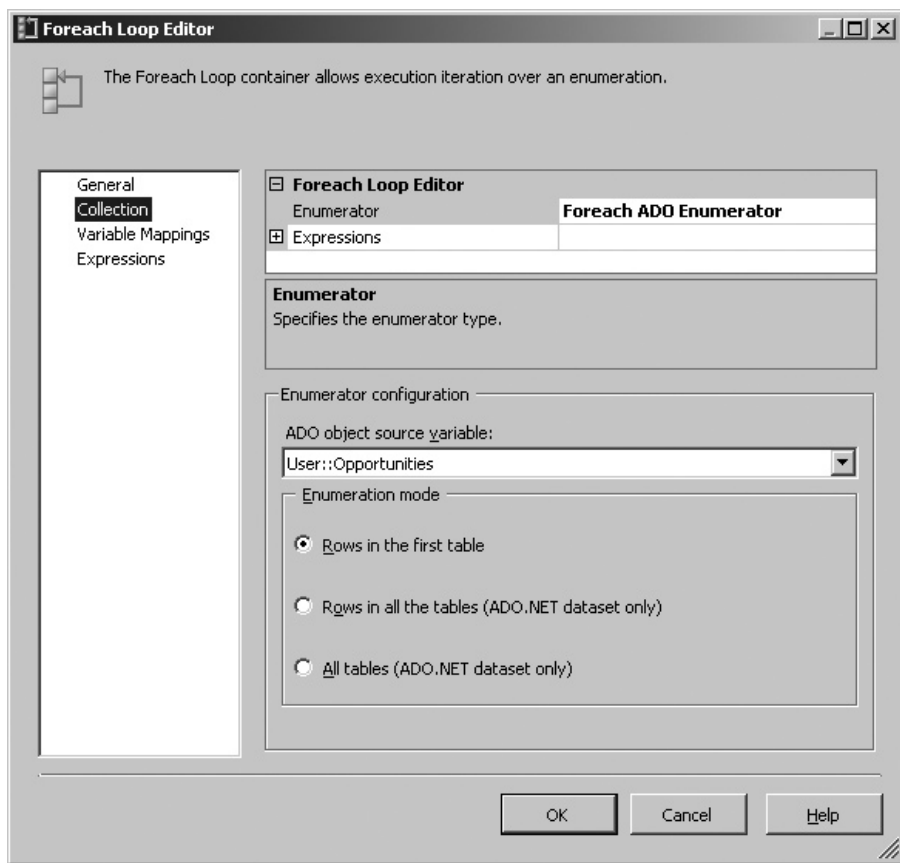 Foreach Loop Editor
The Foreach Loop container allows execution iteration over an enumeration.
General
Collection
Variable Mappings
Expressions
Foreach Loop Editor
Enumerator Foreach ADO Enumerator
Expressions
Enumerator
Specifies the enumerator type.
Enumerator configuration
ADO object source variable:
User::Opportunities
Enumeration mode
Rows in the first table
Rows in all the tables (ADO.NET dataset only)
All tables (ADO.NET dataset only)
OK Cancel Help